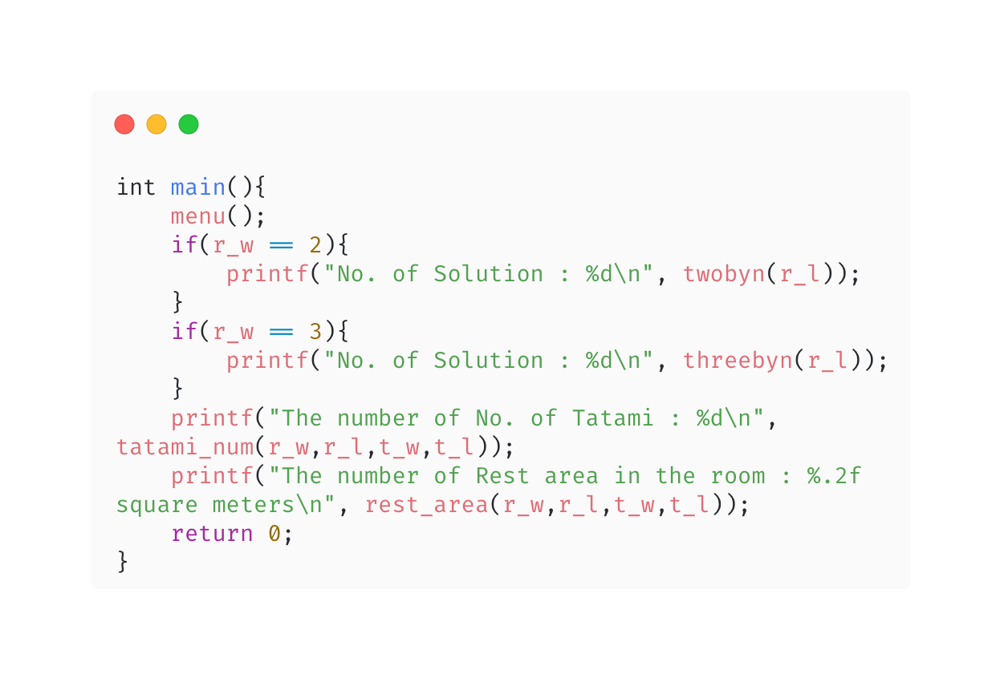 int main(){
    menu();
    if(r_w == 2){
        printf("No. of Solution : %d\n", twobyn(r_l));
    }
    if(r_w == 3){
        printf("No. of Solution : %d\n", threebyn(r_l));
    }
    printf("The number of No. of Tatami : %d\n",
tatami_num(r_w,r_l,t_w,t_l));
    printf("The number of Rest area in the room : %.2f
square meters\n", rest_area(r_w,r_l,t_w,t_l));
    return 0;
}